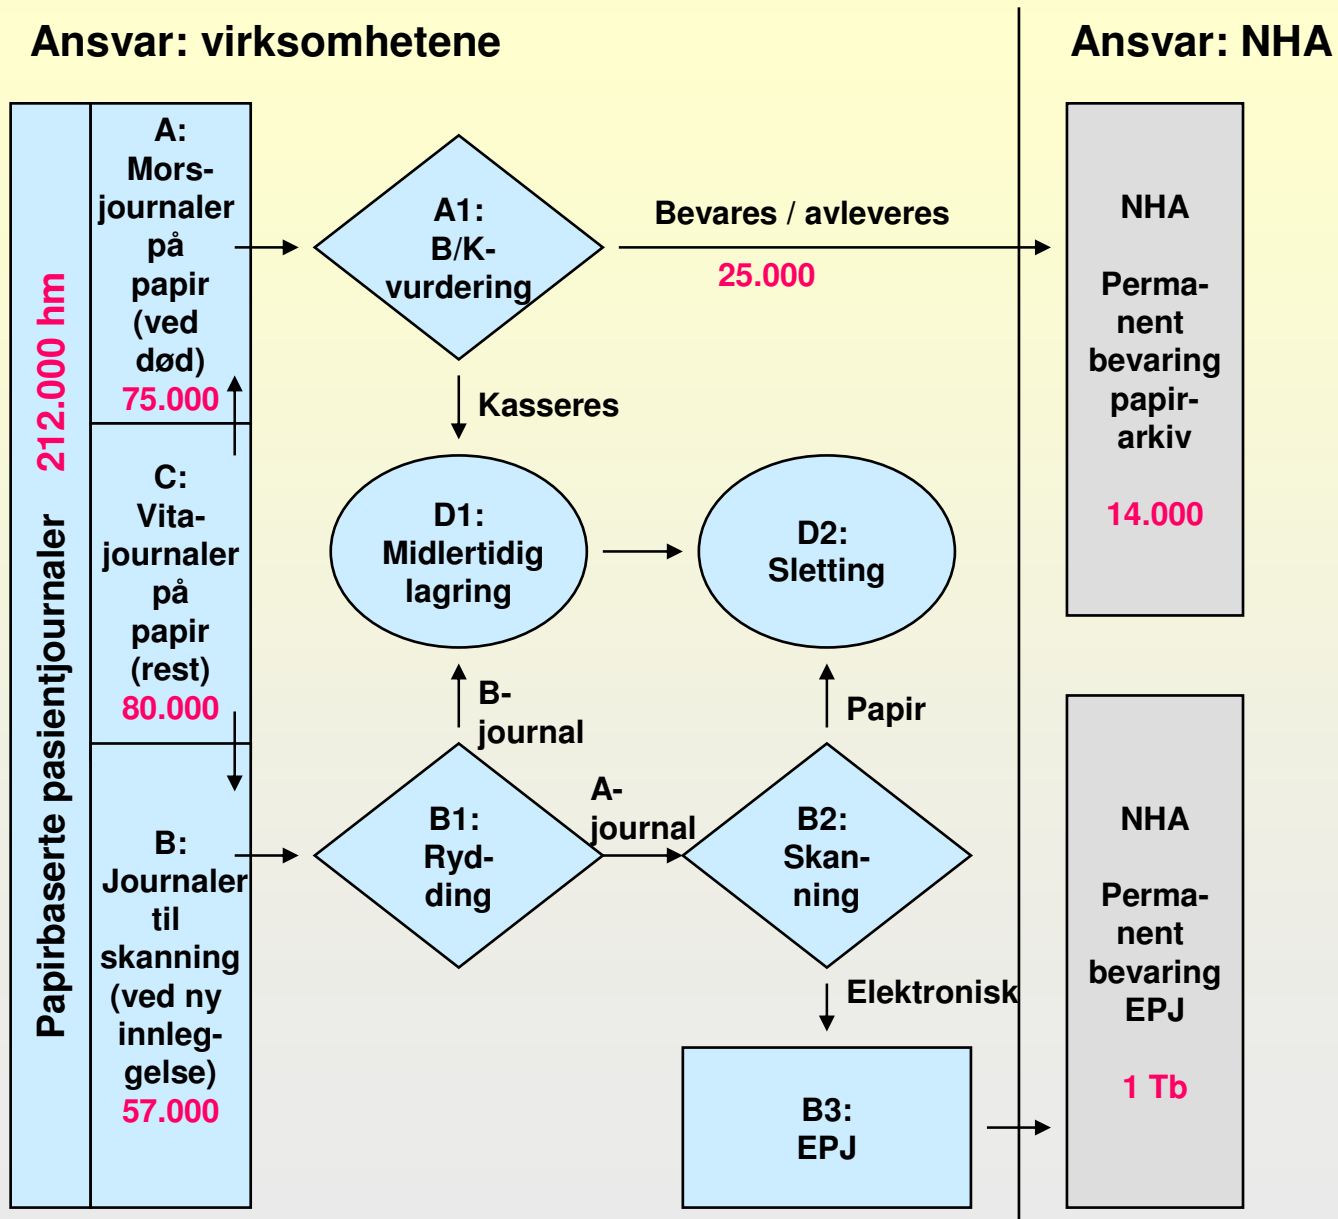 Ansvar: virksomhetene
Ansvar: NHA
Papirbaserte pasientjournaler 212.000 hm
A:
Mors-
journaler
på
papir
(ved
død)
75.000
C:
Vita-
journaler
på
papir
(rest)
80.000
B:
Journaler
til
skanning
(ved ny
innleg-
gelse)
57.000
A1:
B/K-
vurdering
Bevares / avleveres
25.000
Kasseres
D1:
Midlertidig
lagring
D2:
Sletting
B-
journal
Papir
B1:
Ryd-
ding
A-
journal
B2:
Skan-
ning
Elektronisk
B3:
EPJ
NHA
Perma-
nent
bevaring
papir-
arkiv
14.000
NHA
Perma-
nent
bevaring
EPJ
1 Tb